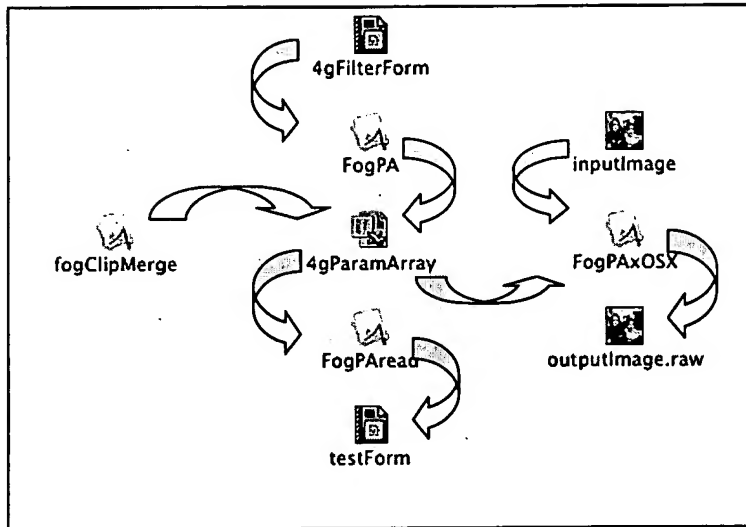 4gFilterForm
FogPA
inputImage
fogClipMerge
4gParamArray
FogPAxOSX
FogPAread
outputImage.raw
testForm